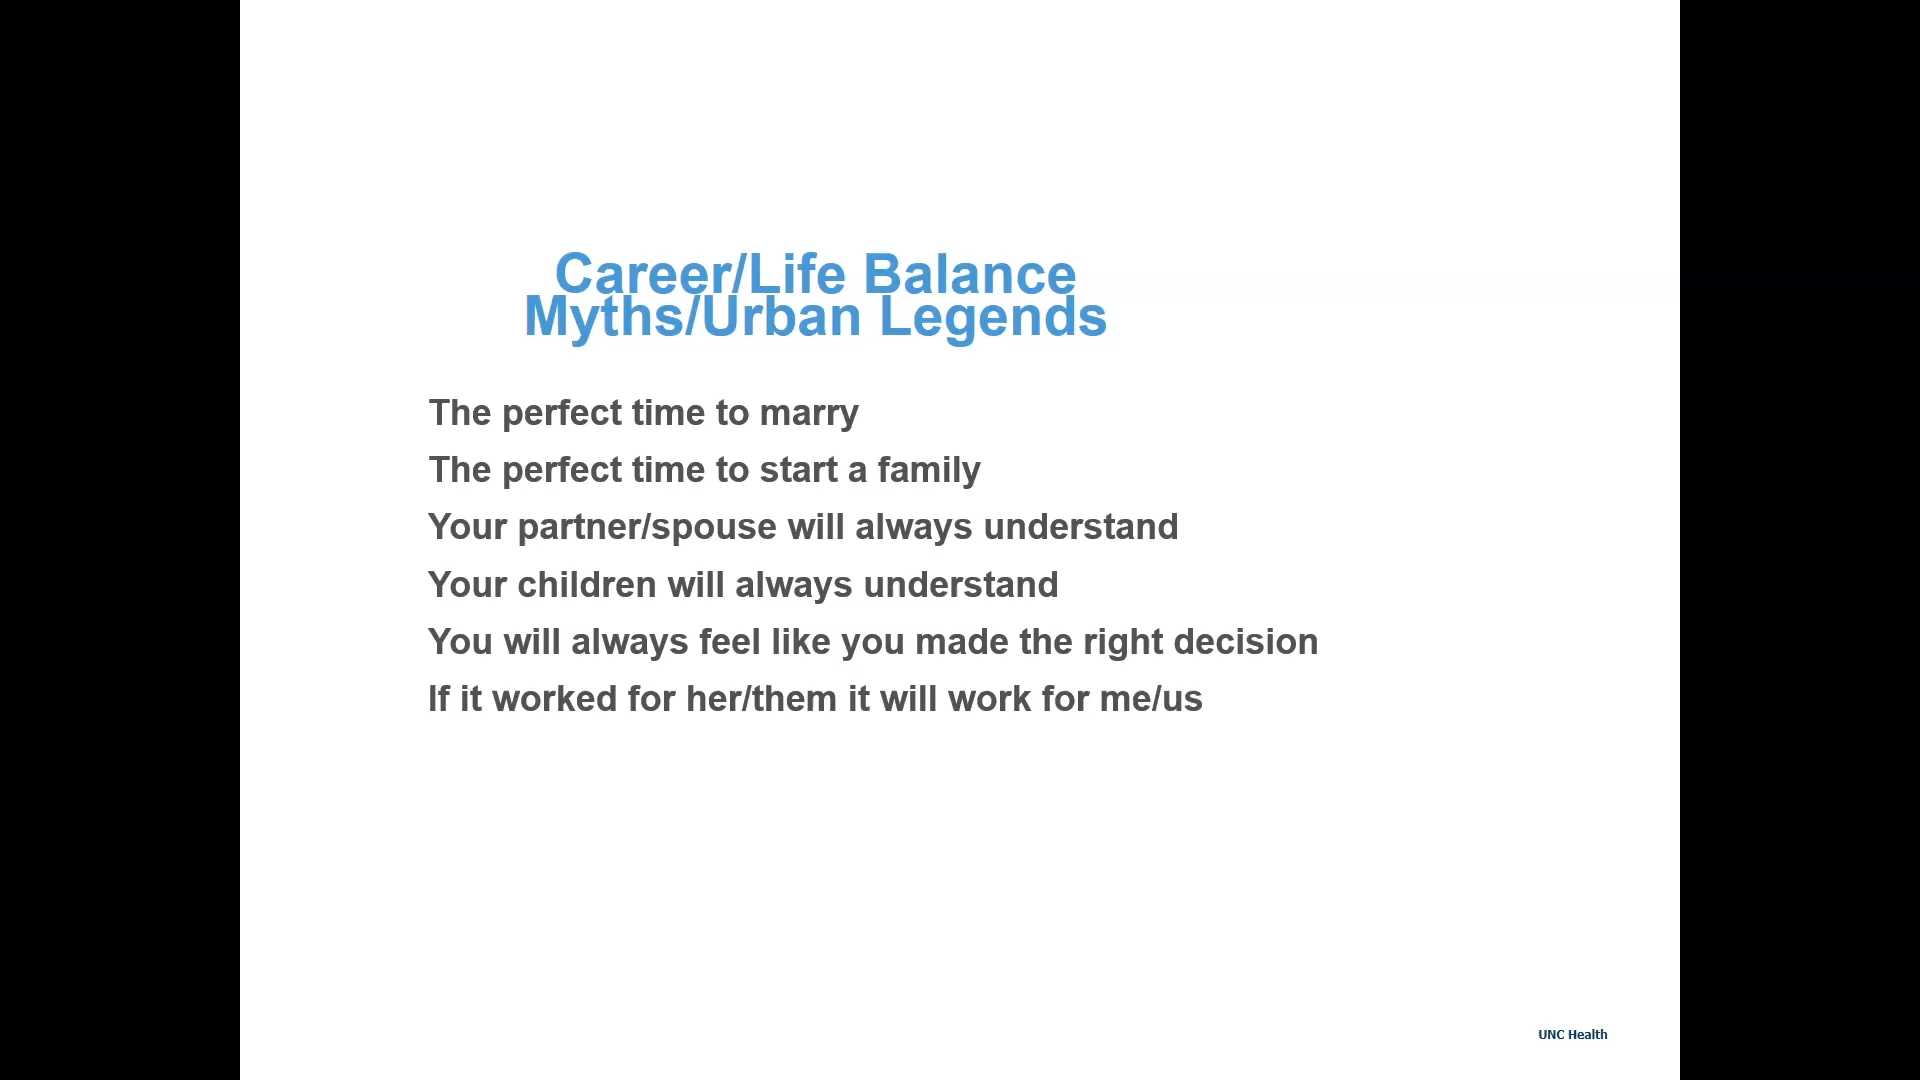 Career/Life Balance
Myths/Urban Legends
The perfect time to marry
The perfect time to start a family
Your partner/spouse will always understand
Your children will always understand
You will always feel like you made the right decision
If it worked for her/them it will work for me/us
UNC Health